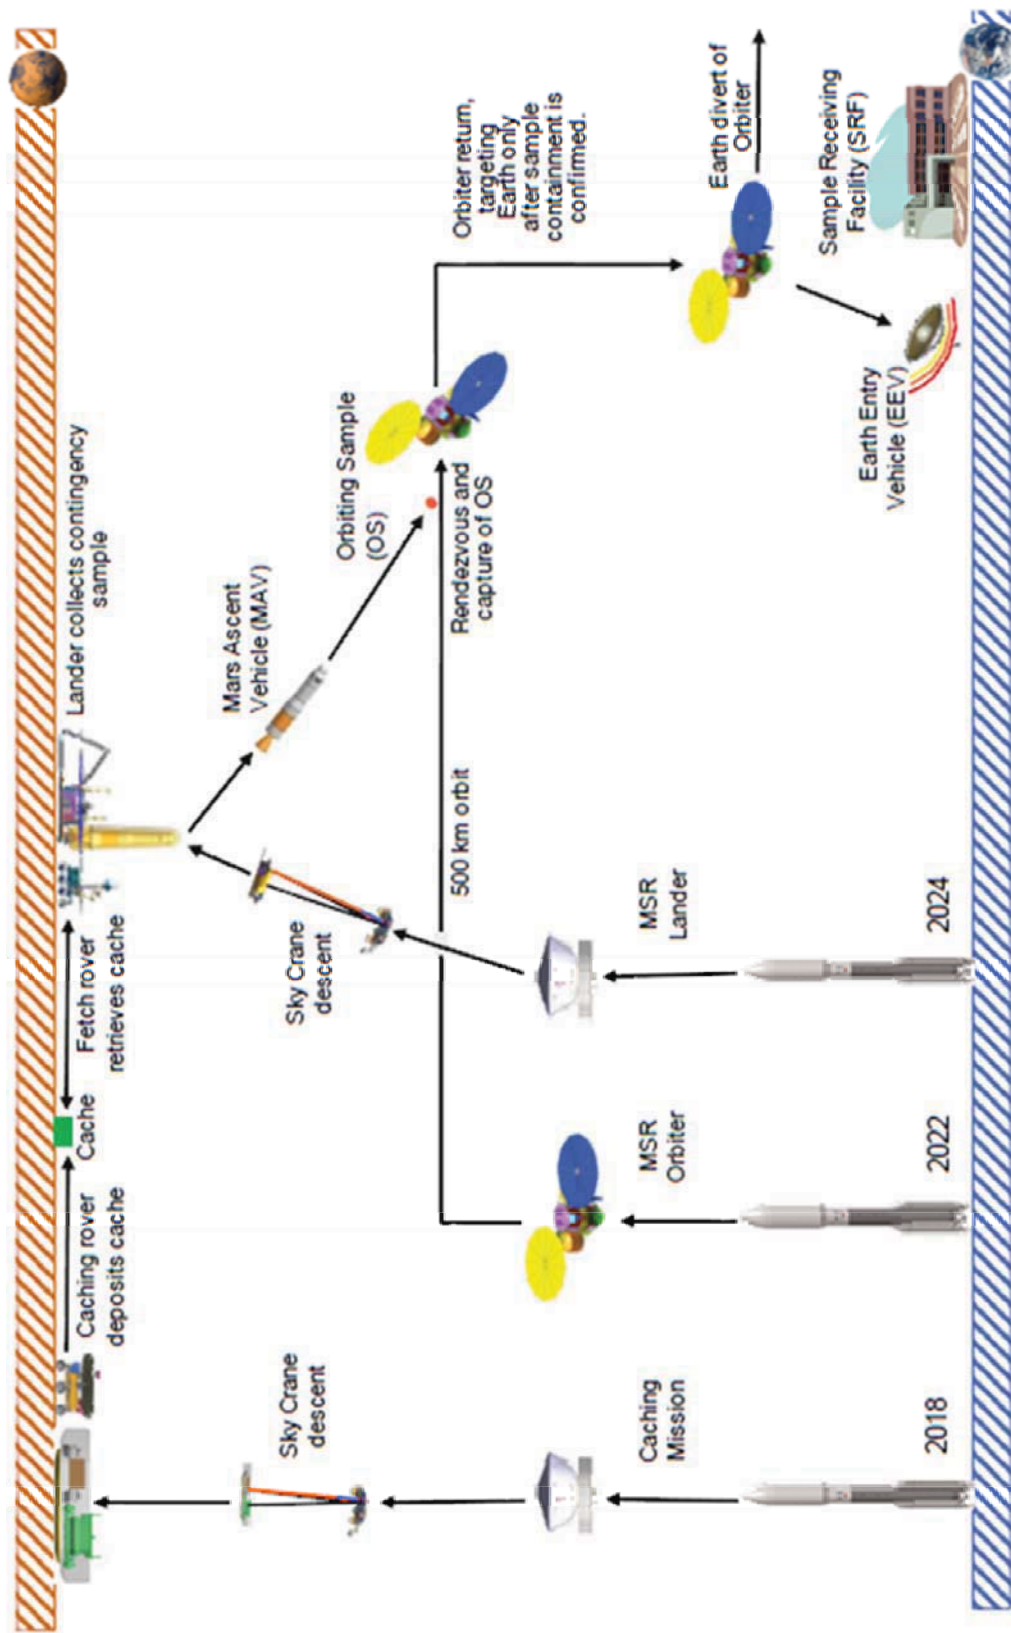 Caching rover
deposits cache
Cache
Fetch rover
retrieves cache
Lander collects contingency
sample
Sky Crane
descent
Sky Crane
descent
Mars Ascent
Vehicle (MAV)
Orbiting Sample
(OS)
500 km orbit
Rendezvous and
capture of OS
Orbiter return,
targeting
Earth only
after sample
containment is
confirmed.
Caching
Mission
MSR
Orbiter
MSR
Lander
Earth divert of
Orbiter
Earth Entry
Vehicle (EEV)
Sample Receiving
Facility (SRF)
2018
2022
2024